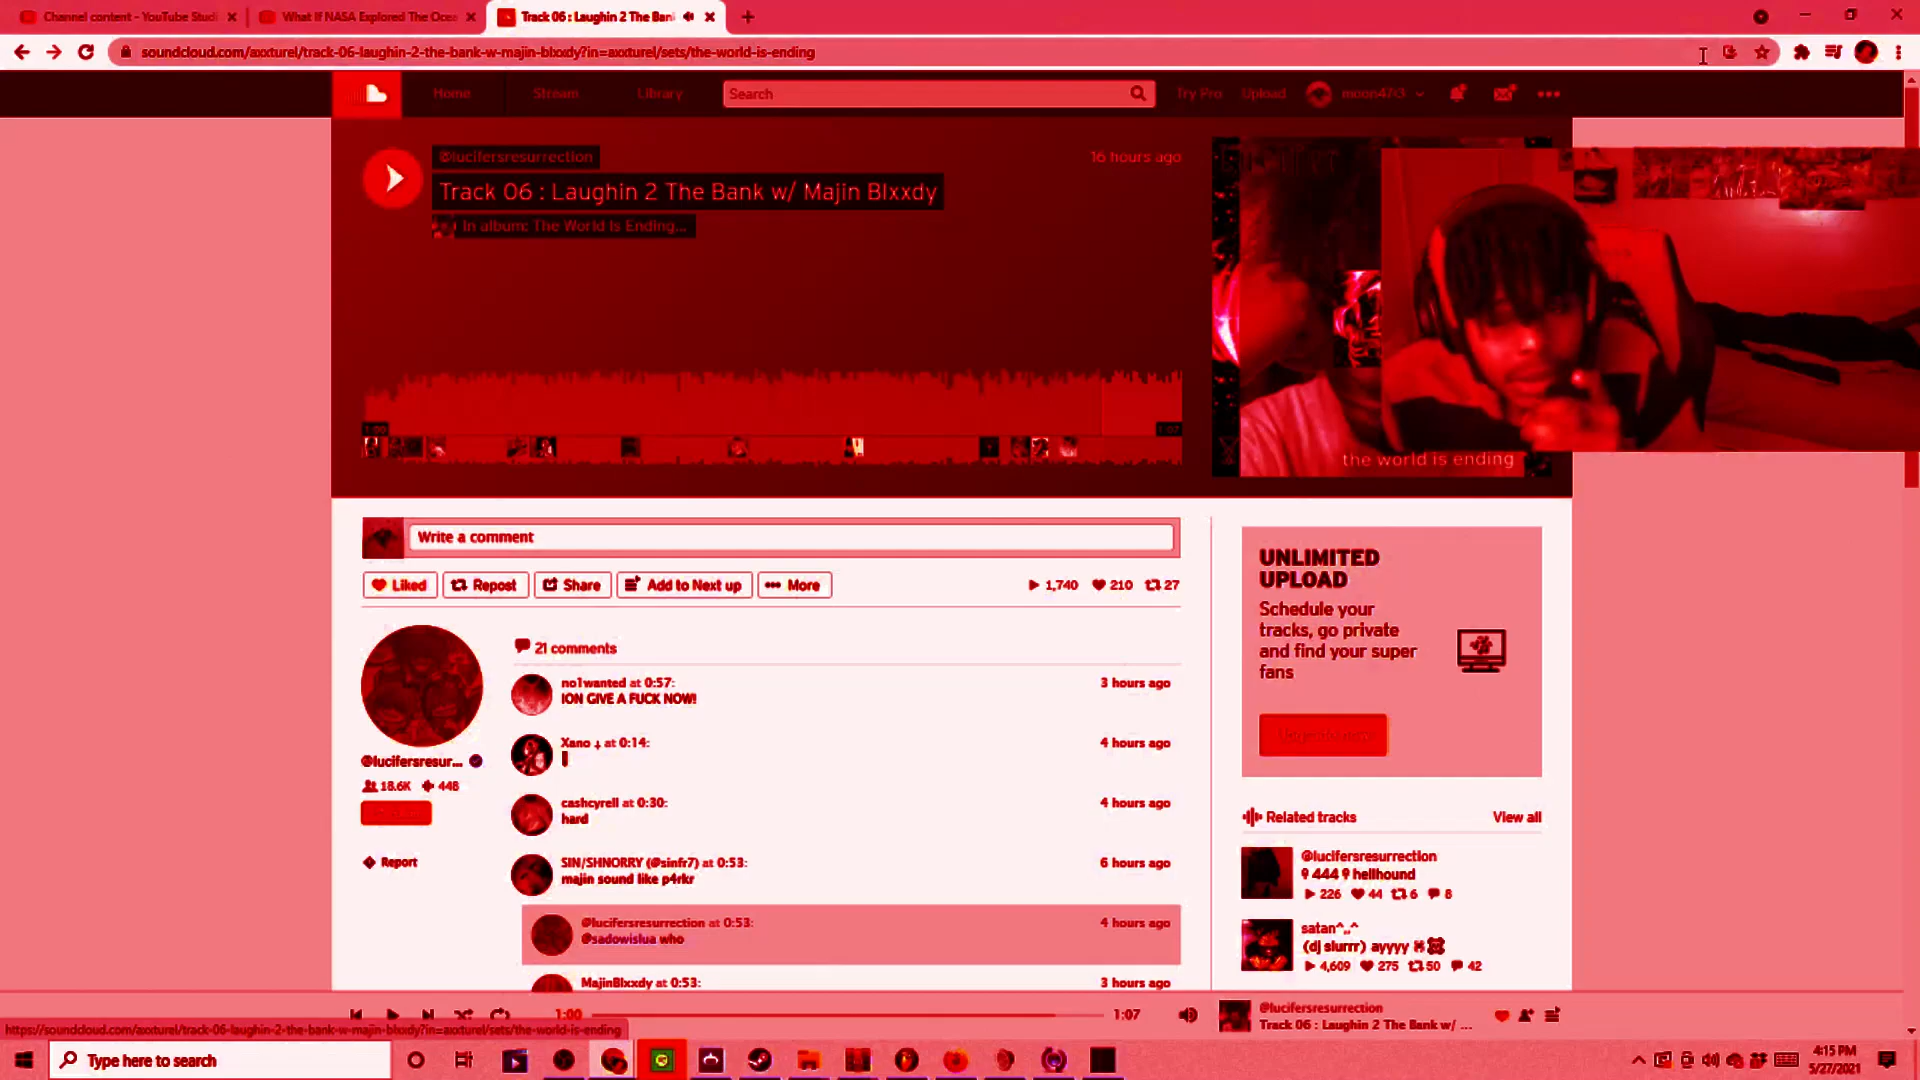 Channel content - YouTube Studi
What If NASA Explored The Ocea
Track 06 : Laughin 2 The Ban
soundcloud.com/axxturel/track-06-laughin-2-the-bank-w-majin-blxxdy?in=axxturel/sets/the-world-is-ending
Home
Stream
Library
Search
Try Pro
Upload
moon47x3
@lucifersresurrection
16 hours ago
Track 06 : Laughin 2 The Bank w/ Majin Blxxdy
In album: The World Is Ending...
1:00
1:07
the world is ending
Write a comment
Liked
Repost
Share
Add to Next up
More
1,740
210
27
UNLIMITED
UPLOAD
Schedule your
tracks, go private
and find your super
fans
21 comments
no1wanted at 0:57:
3 hours ago
ION GIVE A FUCK NOW!
Xano ↓ at 0:14:
4 hours ago
@lucifersresur...
18.6K
448
cashcyrell at 0:30:
4 hours ago
hard
Report
SIN/SHNORRY (@sinfr7) at 0:53:
6 hours ago
majin sound like p4rkr
@lucifersresurrection at 0:53:
4 hours ago
@sadowislua who
MajinBlxxdy at 0:53:
3 hours ago
Related tracks
View all
@lucifersresurrection
444 hellhound
226
44
6
8
satan^,,^
(dj slurrr) ayyyy
4,609
275
50
42
1:00
1:07
@lucifersresurrection
Track 06 : Laughin 2 The Bank w/ ...
https://soundcloud.com/axxturel/track-06-laughin-2-the-bank-w-majin-blxxdy?in=axxturel/sets/the-world-is-ending
Type here to search
4:15 PM
5/27/2021